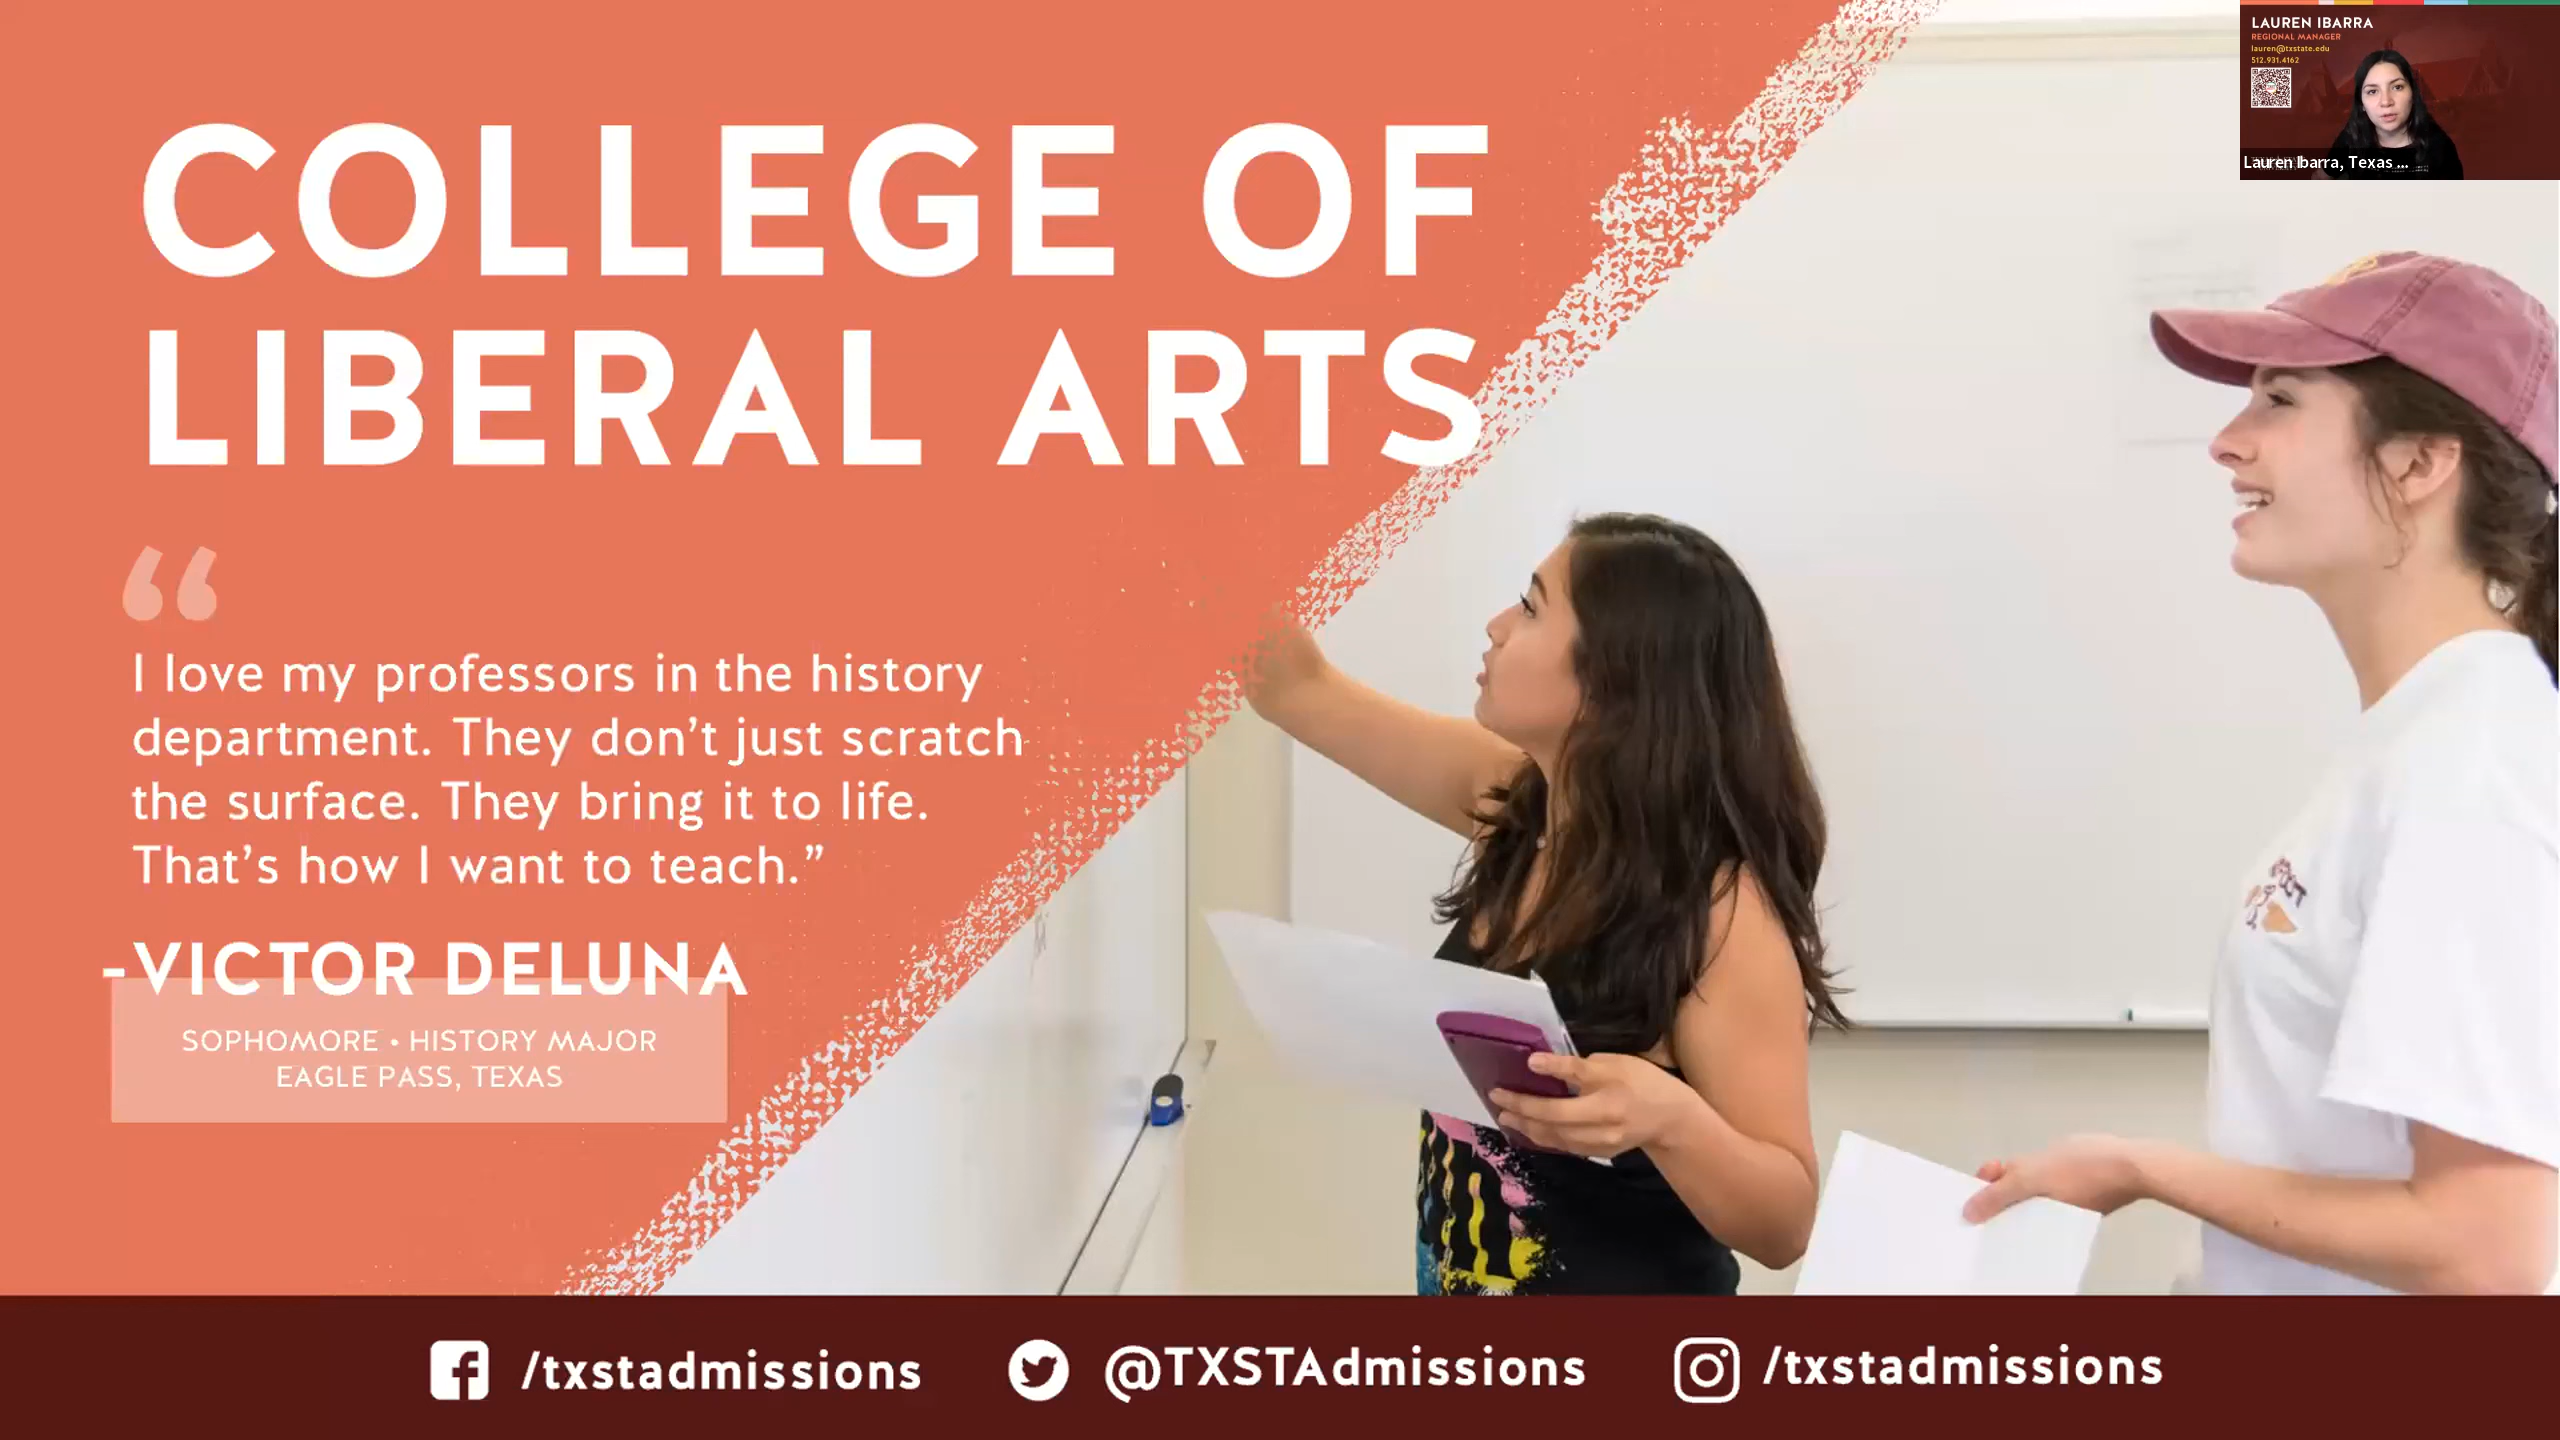 COLLEGE OF
LIBERAL ARTS
“
I love my professors in the history
department. They don’t just scratch
the surface. They bring it to life.
That’s how I want to teach.”
-VICTOR DELUNA
SOPHOMORE • HISTORY MAJOR
EAGLE PASS, TEXAS
/txstadmissions
@TXSTAdmissions
/txstadmissions
LAUREN IBARRA
REGIONAL MANAGER
lauren@txstate.edu
512.931.4162
Lauren Ibarra, Texas ...